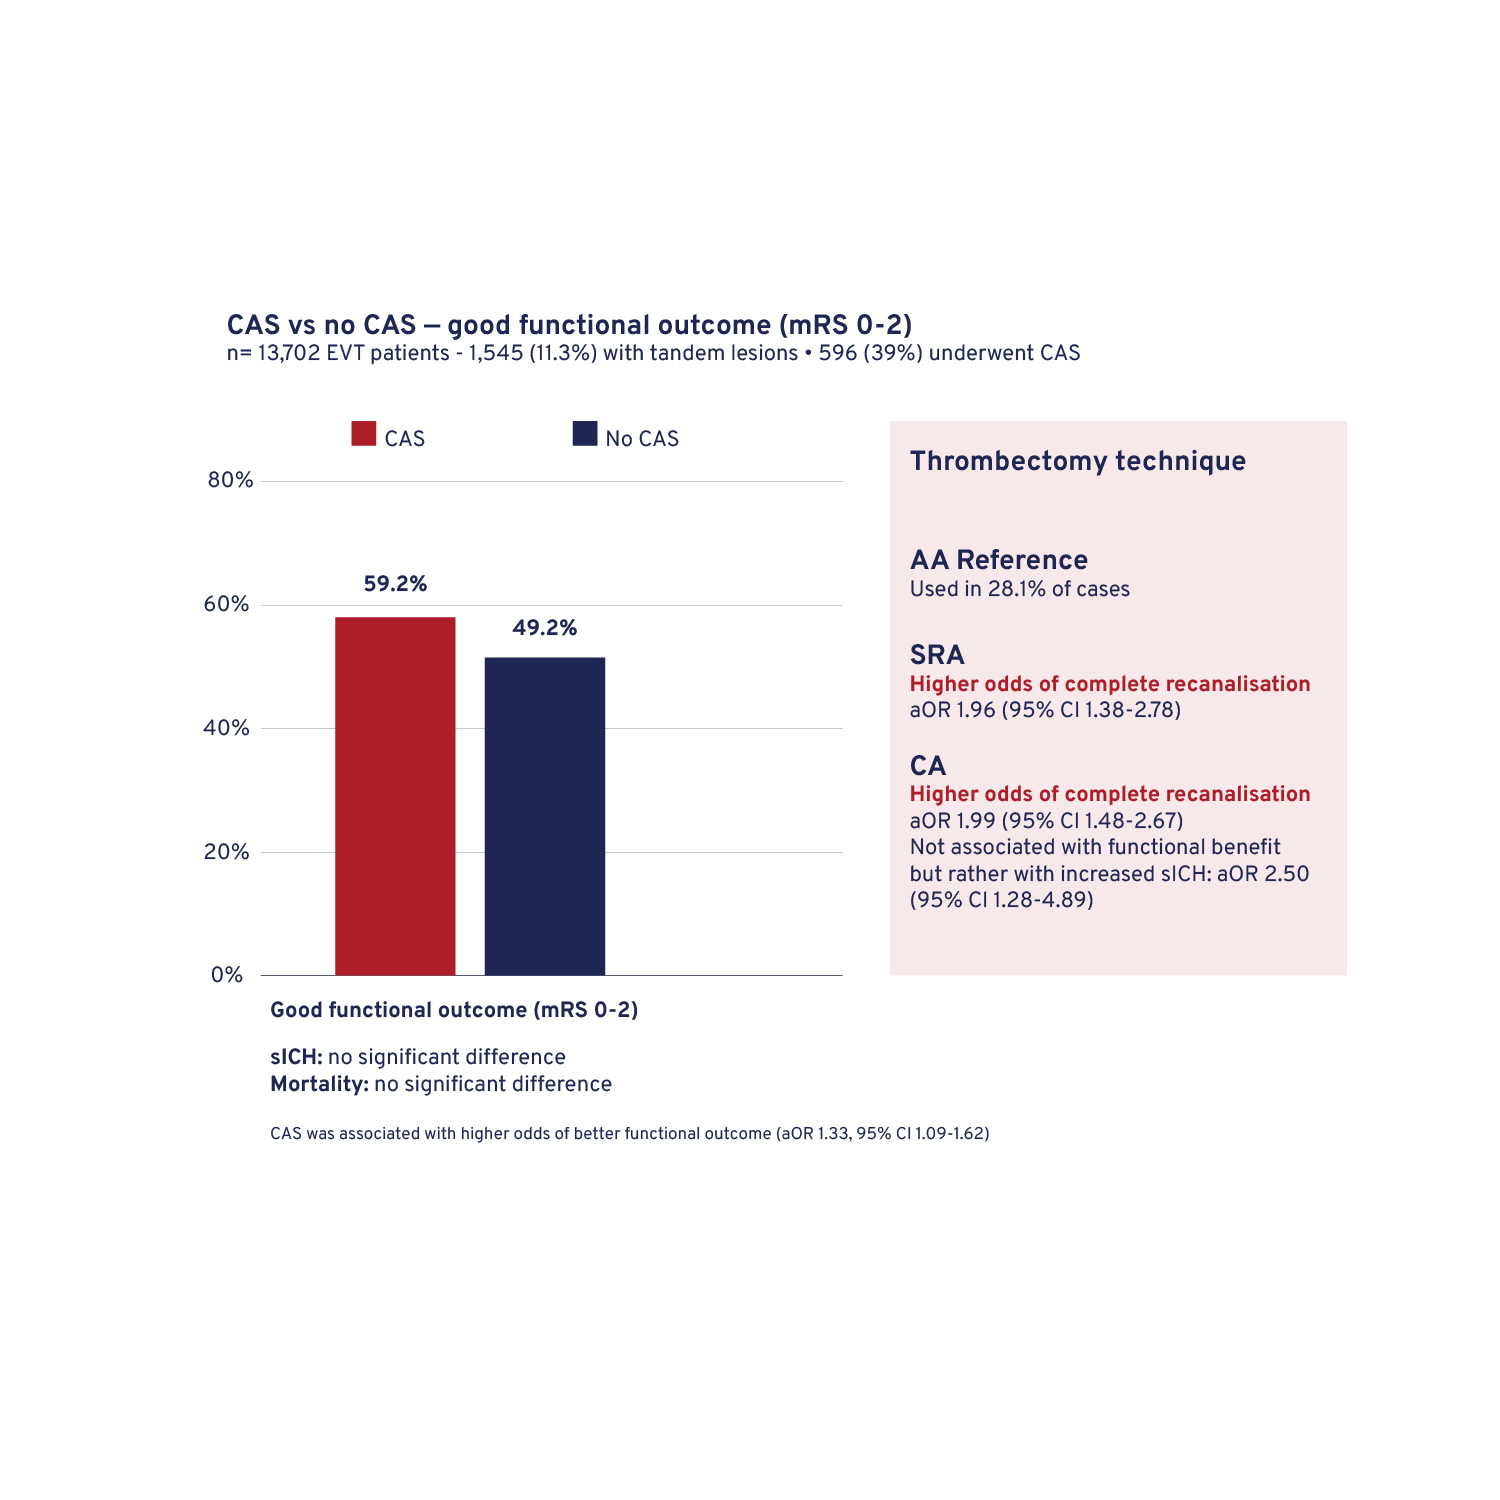 CAS vs no CAS — good functional outcome (mRS 0-2)
n= 13,702 EVT patients - 1,545 (11.3%) with tandem lesions • 596 (39%) underwent CAS
CAS
No CAS
80%
60%
40%
20%
0%
59.2%
49.2%
Good functional outcome (mRS 0-2)
sICH: no significant difference
Mortality: no significant difference
CAS was associated with higher odds of better functional outcome (aOR 1.33, 95% CI 1.09-1.62)
Thrombectomy technique
AA Reference
Used in 28.1% of cases
SRA
Higher odds of complete recanalisation
aOR 1.96 (95% CI 1.38-2.78)
CA
Higher odds of complete recanalisation
aOR 1.99 (95% CI 1.48-2.67)
Not associated with functional benefit
but rather with increased sICH: aOR 2.50
(95% CI 1.28-4.89)